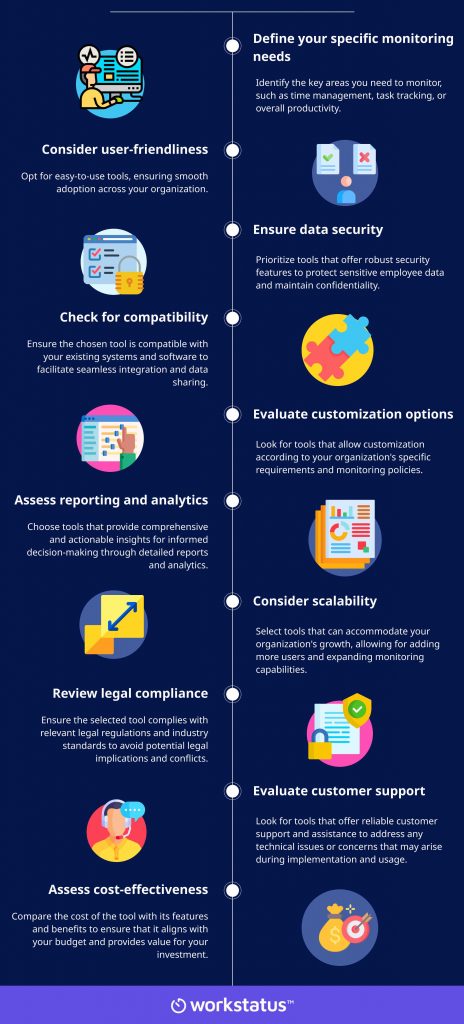 Define your specific monitoring
needs
Identify the key areas you need to monitor,
such as time management, task tracking, or
overall productivity.
Consider user-friendliness
Opt for easy-to-use tools, ensuring smooth
adoption across your organization.
Ensure data security
Prioritize tools that offer robust security
features to protect sensitive employee data
and maintain confidentiality.
Check for compatibility
Ensure the chosen tool is compatible with
your existing systems and software to
facilitate seamless integration and data
sharing.
Evaluate customization options
Look for tools that allow customization
according to your organization's specific
requirements and monitoring policies.
Assess reporting and analytics
Choose tools that provide comprehensive
and actionable insights for informed
decision-making through detailed reports
and analytics.
Consider scalability
Select tools that can accommodate your
organization's growth, allowing for adding
more users and expanding monitoring
capabilities.
Review legal compliance
Ensure the selected tool complies with
relevant legal regulations and industry
standards to avoid potential legal
implications and conflicts.
Evaluate customer support
Look for tools that offer reliable customer
support and assistance to address any
technical issues or concerns that may arise
during implementation and usage.
Assess cost-effectiveness
Compare the cost of the tool with its features
and benefits to ensure that it aligns with
your budget and provides value for your
investment.
workstatus™